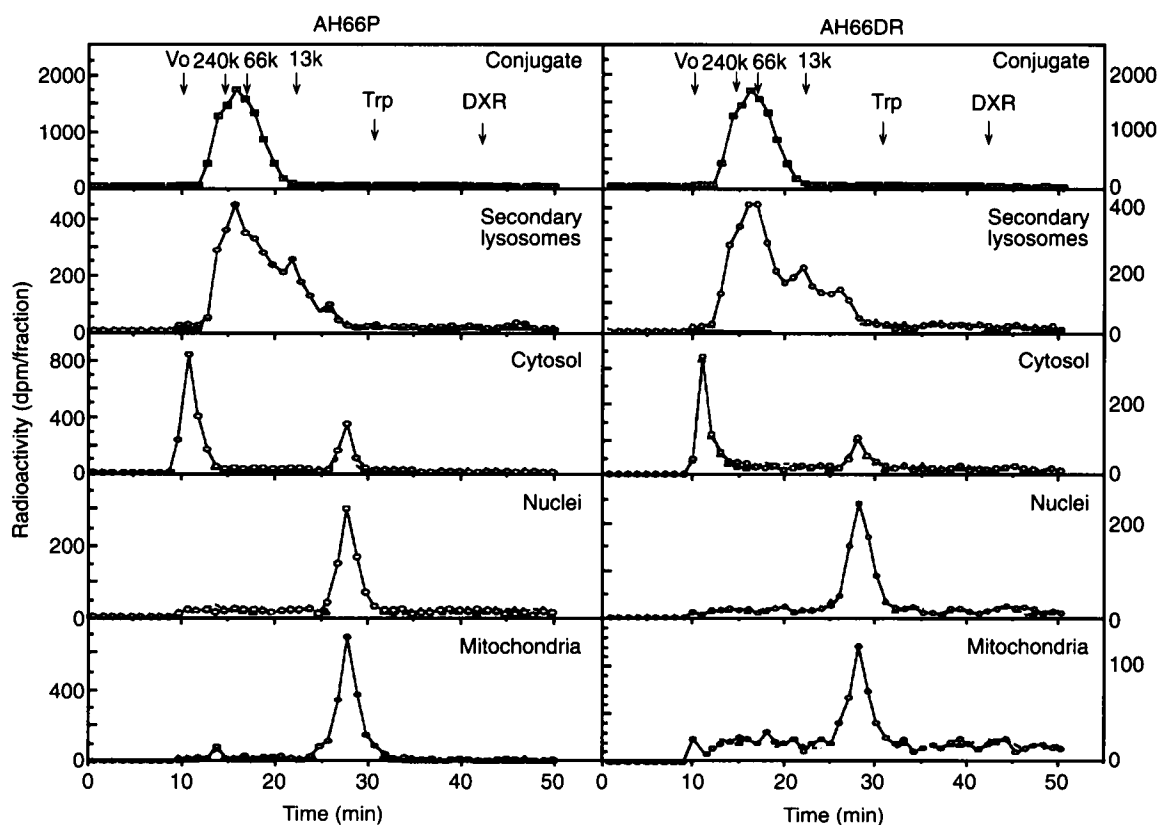 AH66P
AH66DR
Vo 240k 66k 13k Conjugate
Trp DXR
2000
1000
0
Vo 240k 66k 13k Conjugate
Trp DXR
2000
1000
0
Secondary
lysosomes
400
200
0
Secondary
lysosomes
400
200
0
Cytosol
800
400
0
Cytosol
200
0
Nuclei
200
0
Nuclei
200
0
Mitochondria
400
0
Mitochondria
100
0
0 10 20 30 40 50
0 10 20 30 40 50
Time (min)
Time (min)
Radioactivity (dpm/fraction)